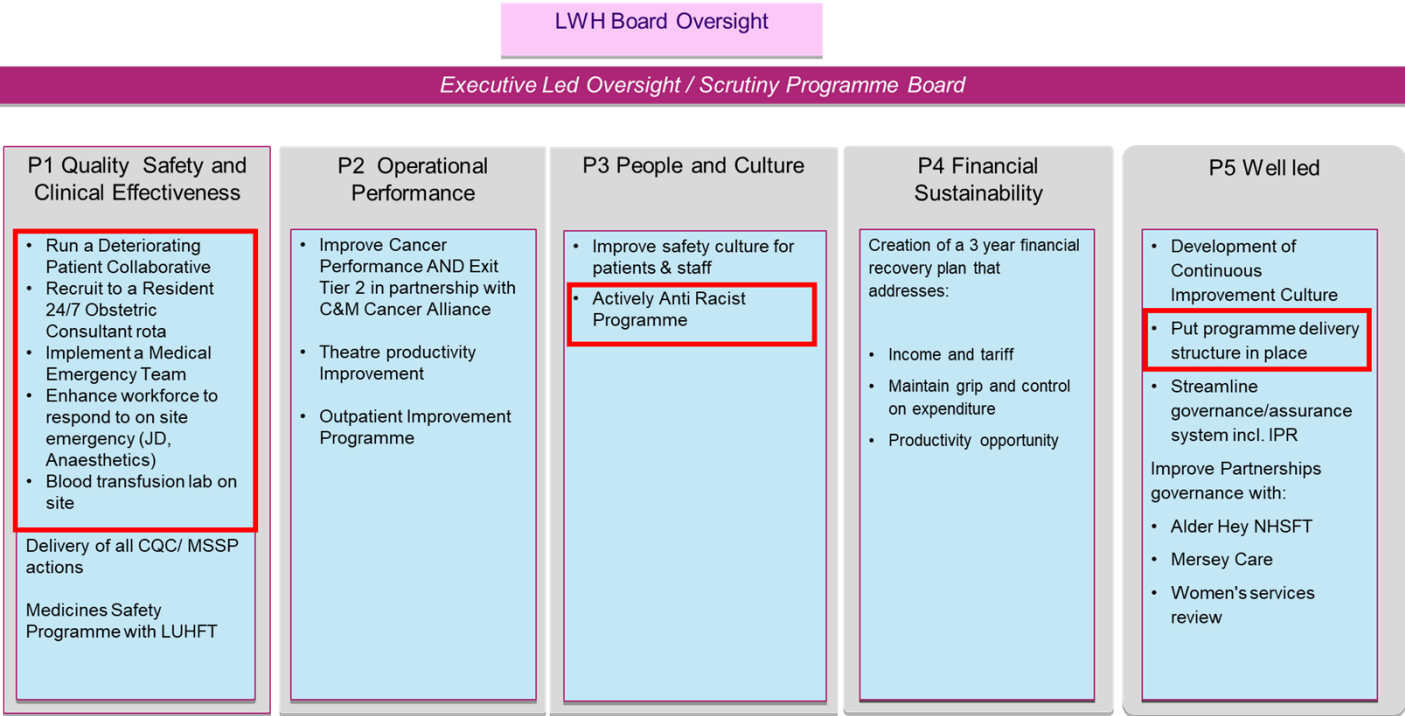 LWH Board Oversight
Executive Led Oversight / Scrutiny Programme Board
P1 Quality Safety and
Clinical Effectiveness
• Run a Deteriorating
Patient Collaborative
• Recruit to a Resident
24/7 Obstetric
Consultant rota
• Implement a Medical
Emergency Team
• Enhance workforce to
respond to on site
emergency (JD,
Anaesthetics)
• Blood transfusion lab on
site
Delivery of all CQC/ MSSP
actions
Medicines Safety
Programme with LUHFT
P2 Operational
Performance
• Improve Cancer
Performance AND Exit
Tier 2 in partnership with
C&M Cancer Alliance
• Theatre productivity
Improvement
• Outpatient Improvement
Programme
P3 People and Culture
• Improve safety culture for
patients & staff
• Actively Anti Racist
Programme
P4 Financial
Sustainability
Creation of a 3 year financial
recovery plan that
addresses:
• Income and tariff
• Maintain grip and control
on expenditure
• Productivity opportunity
P5 Well led
• Development of
Continuous
Improvement Culture
• Put programme delivery
structure in place
• Streamline
governance/assurance
system incl. IPR
Improve Partnerships
governance with:
• Alder Hey NHSFT
• Mersey Care
• Women's services
review